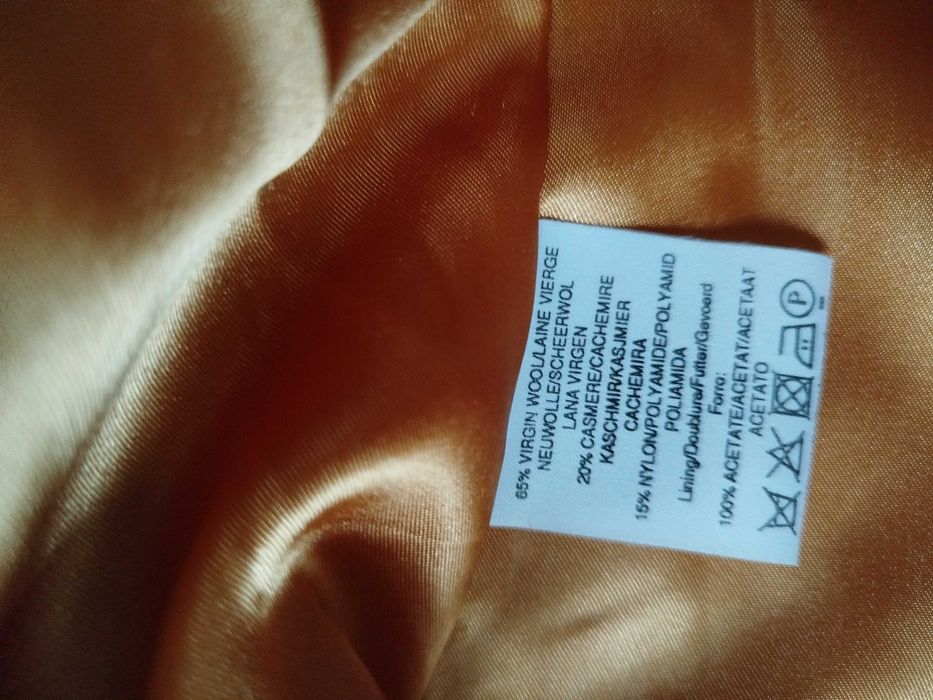 65% VIRGIN WOOL/LAINE VIERGE
NEUWOLLE/SCHEERWOL
LANA VIRGEN
20% CASMERE/CACHEMIRE
KASCHMIR/KASJMIER
CACHEMIRA
15% NYLON/POLYAMIDE/POLYAMID
POLIAMIDA
Lining/Doublure/Futter/Gevoerd
Forro:
100% ACETATE/ACETAT/ACETAAT
ACETATO
P